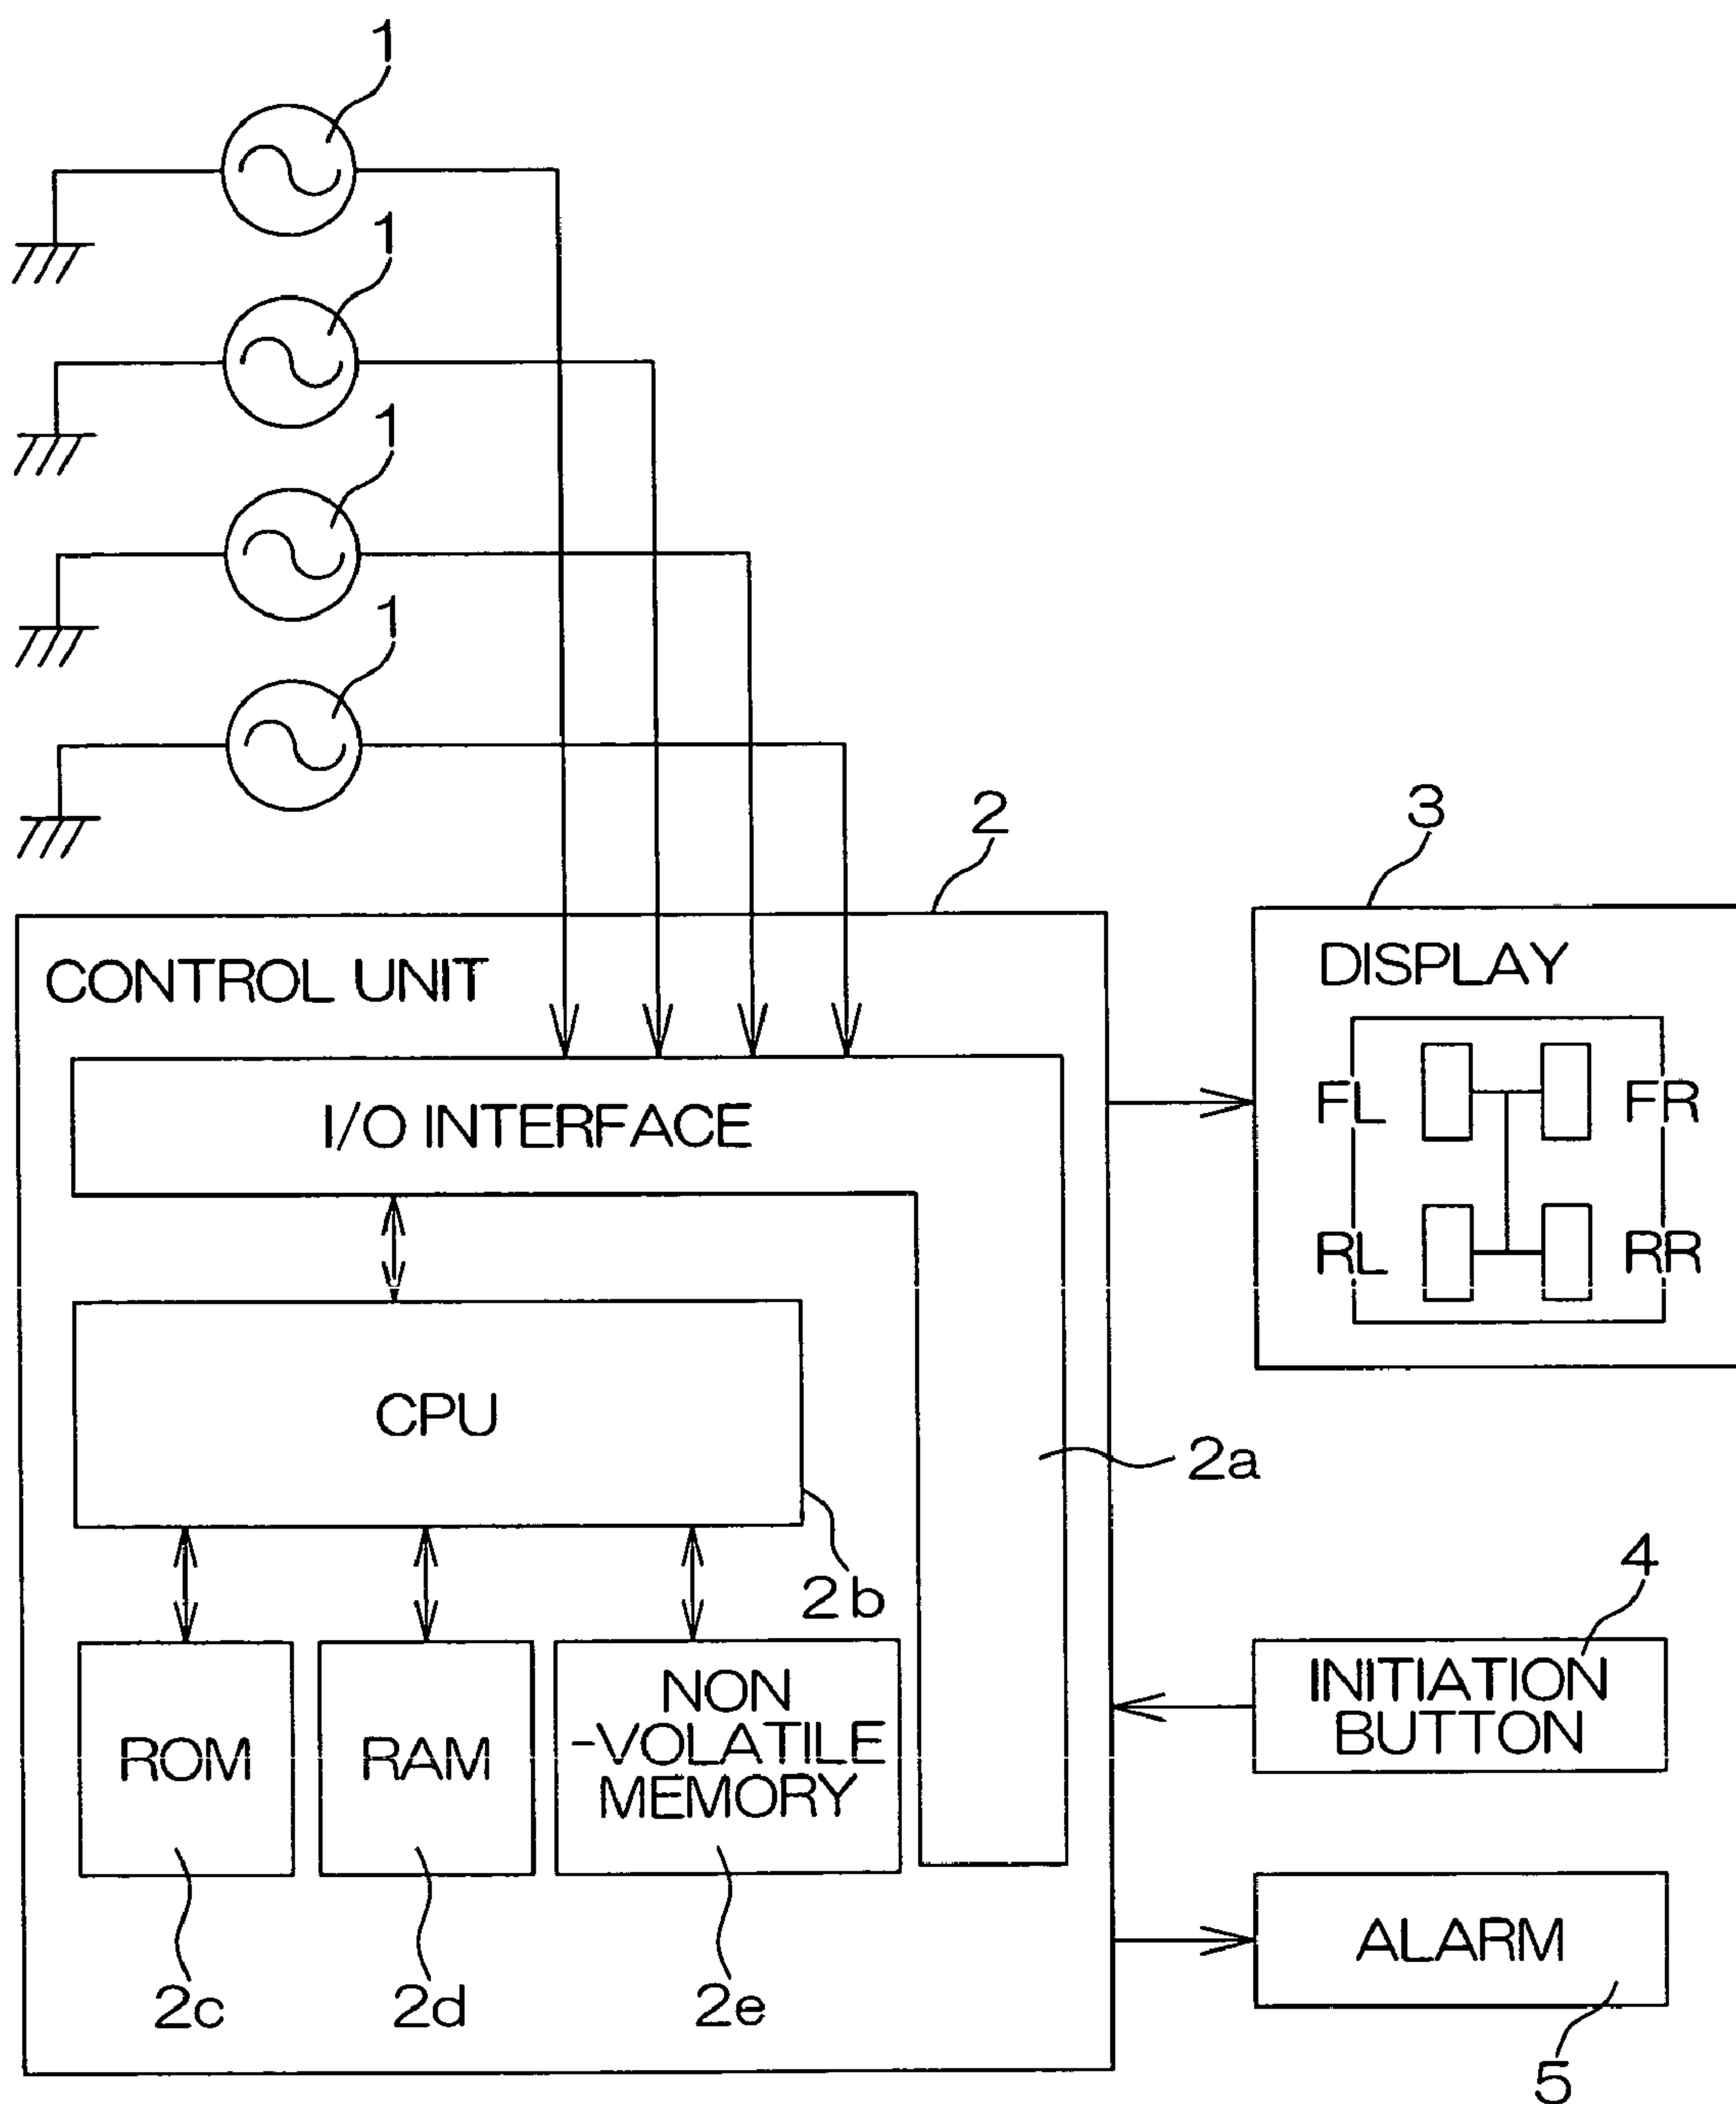 1
1
1
1
2
3
CONTROL UNIT
DISPLAY
I/O INTERFACE
FL
FR
RL
RR
CPU
2a
2b
4
INITIATION
BUTTON
ROM
RAM
NON
-VOLATILE
MEMORY
ALARM
2c
2d
2e
5